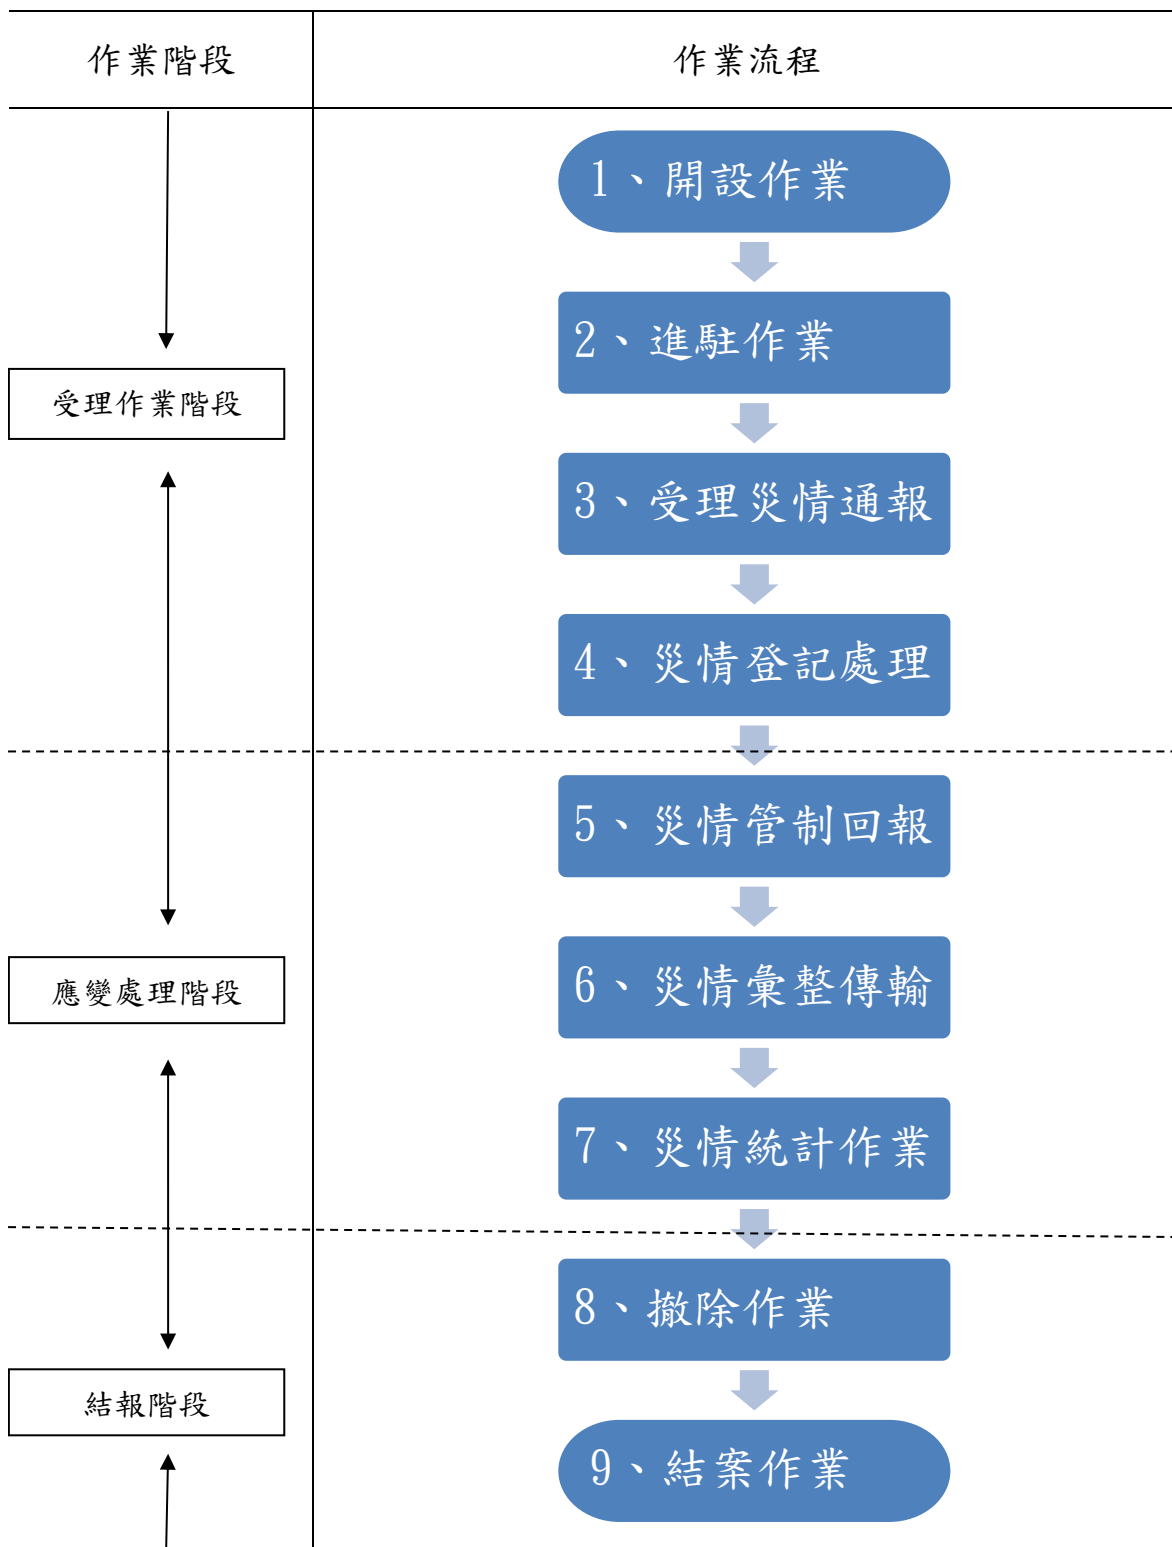 作業階段
作業流程
1、開設作業
2、進駐作業
受理作業階段
3、受理災情通報
4、災情登記處理
5、災情管制回報
6、災情彙整傳輸
應變處理階段
7、災情統計作業
8、撤除作業
結報階段
9、結案作業